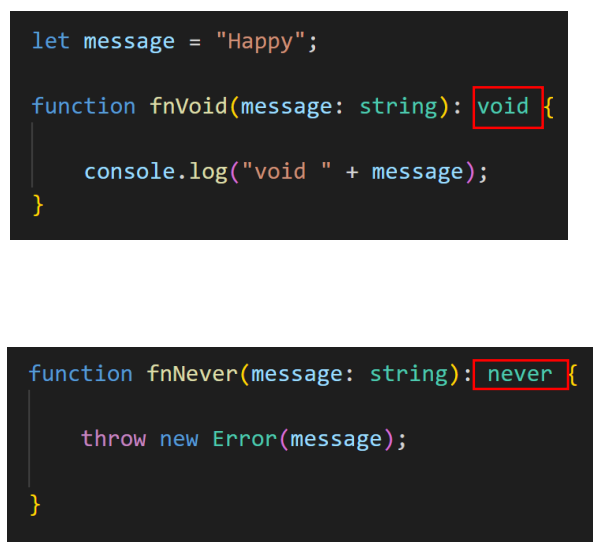 let message = "Happy";
function fnVoid(message: string): void {
console.log("void " + message);
}
function fnNever(message: string): never {
throw new Error(message);
}